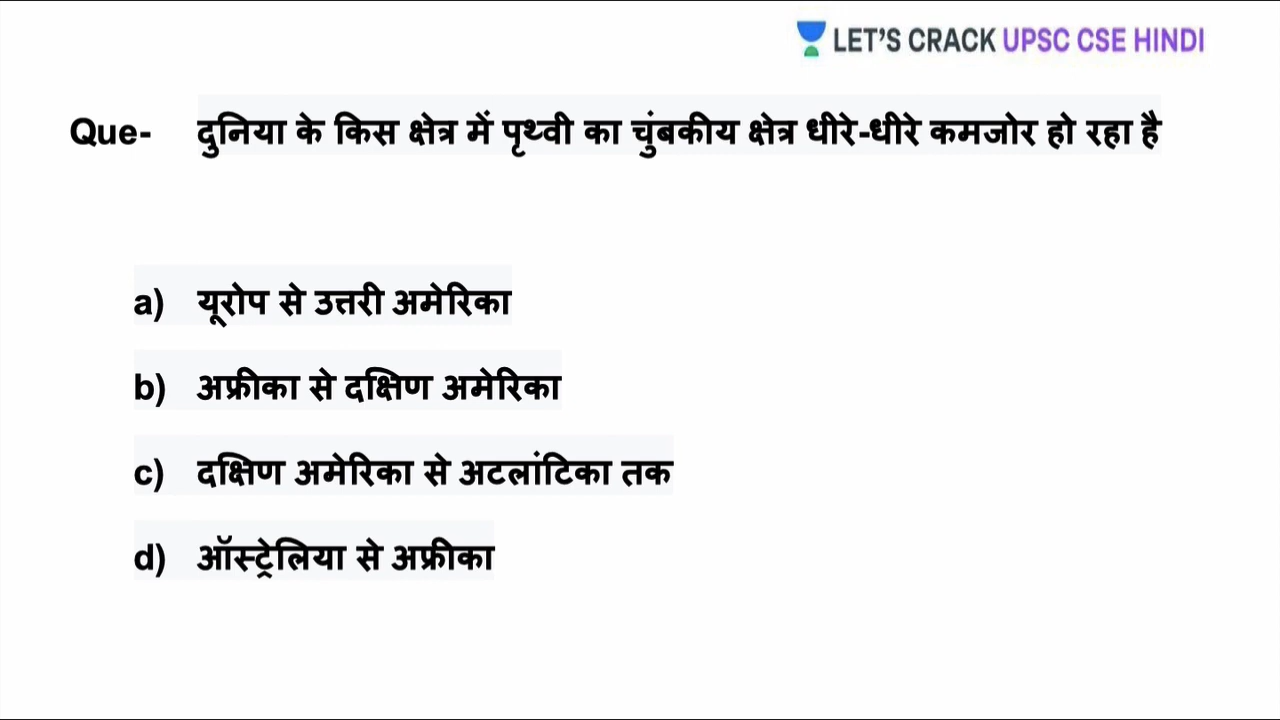 LET'S CRACK UPSC CSE HINDI
Que- दुनिया के किस क्षेत्र में पृथ्वी का चुंबकीय क्षेत्र धीरे-धीरे कमजोर हो रहा है
a) यूरोप से उत्तरी अमेरिका
b) अफ्रीका से दक्षिण अमेरिका
c) दक्षिण अमेरिका से अटलांटिका तक
d) ऑस्ट्रेलिया से अफ्रीका